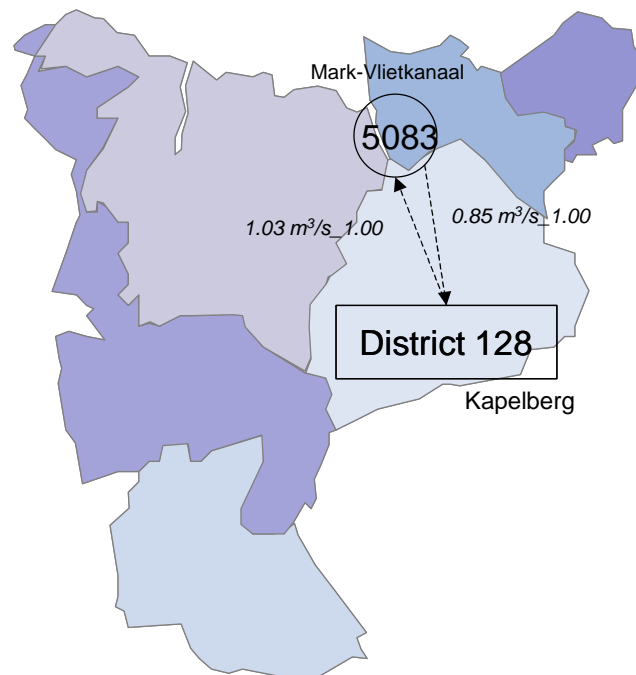 Mark-Vlietkanaal
5083
1.03 m³/s_1.00
0.85 m³/s_1.00
District 128
Kapelberg